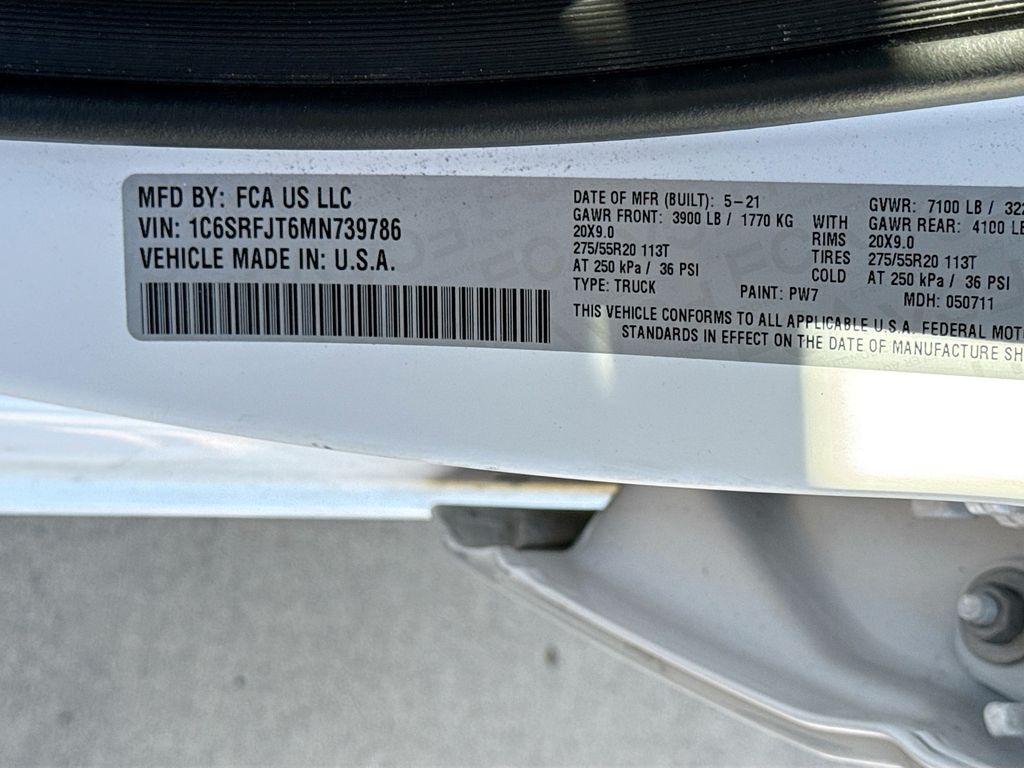 MFD BY: FCA US LLC
VIN: 1C6SRFJT6MN739786
VEHICLE MADE IN: U.S.A.
DATE OF MFR (BUILT): 5-21
GAWR FRONT: 3900 LB / 1770 KG
20X9.0
275/55R20 113T
AT 250 kPa / 36 PSI
TYPE: TRUCK
PAINT: PW7
WITH
RIMS
TIRES
COLD
GVWR: 7100 LB /
GAWR REAR: 4100
20X9.0
275/55R20 113T
AT 250 kPa / 36 PSI
MDH: 050711
THIS VEHICLE CONFORMS TO ALL APPLICABLE U.S.A. FEDERAL
STANDARDS IN EFFECT ON THE DATE OF MANUFACTURE